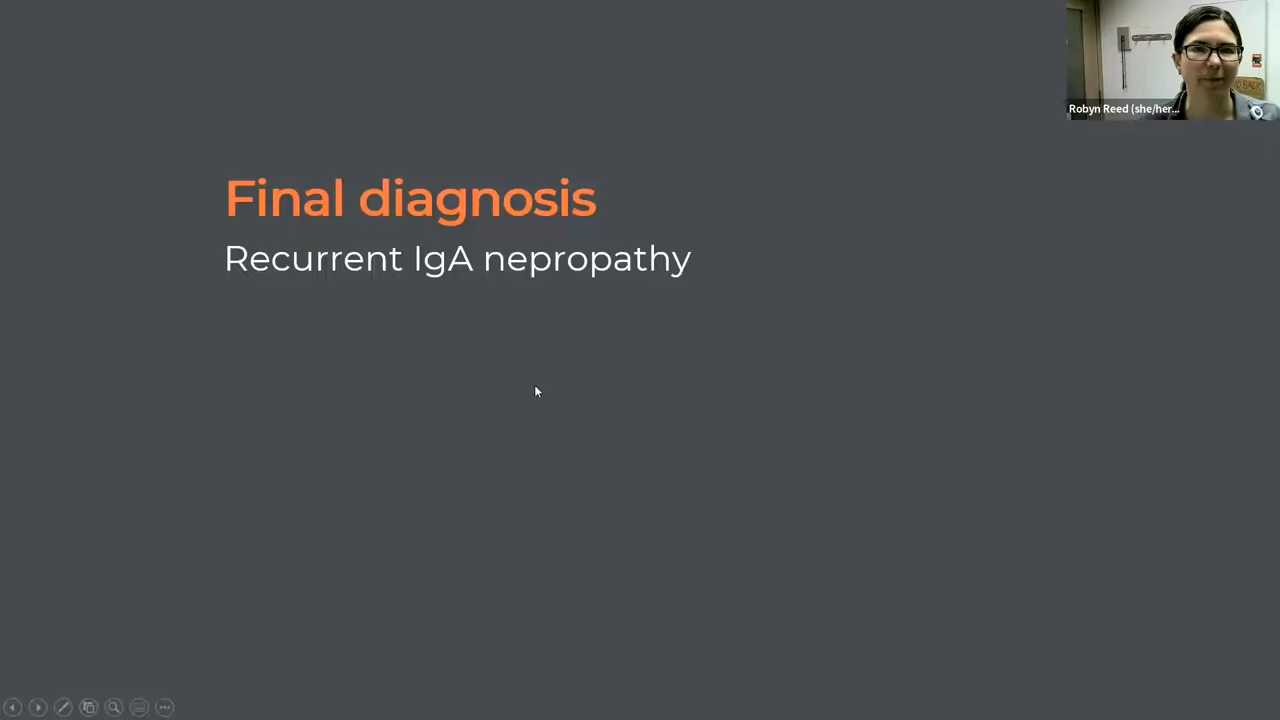 Robyn Reed (she/her...
Final diagnosis
Recurrent IgA nepropathy